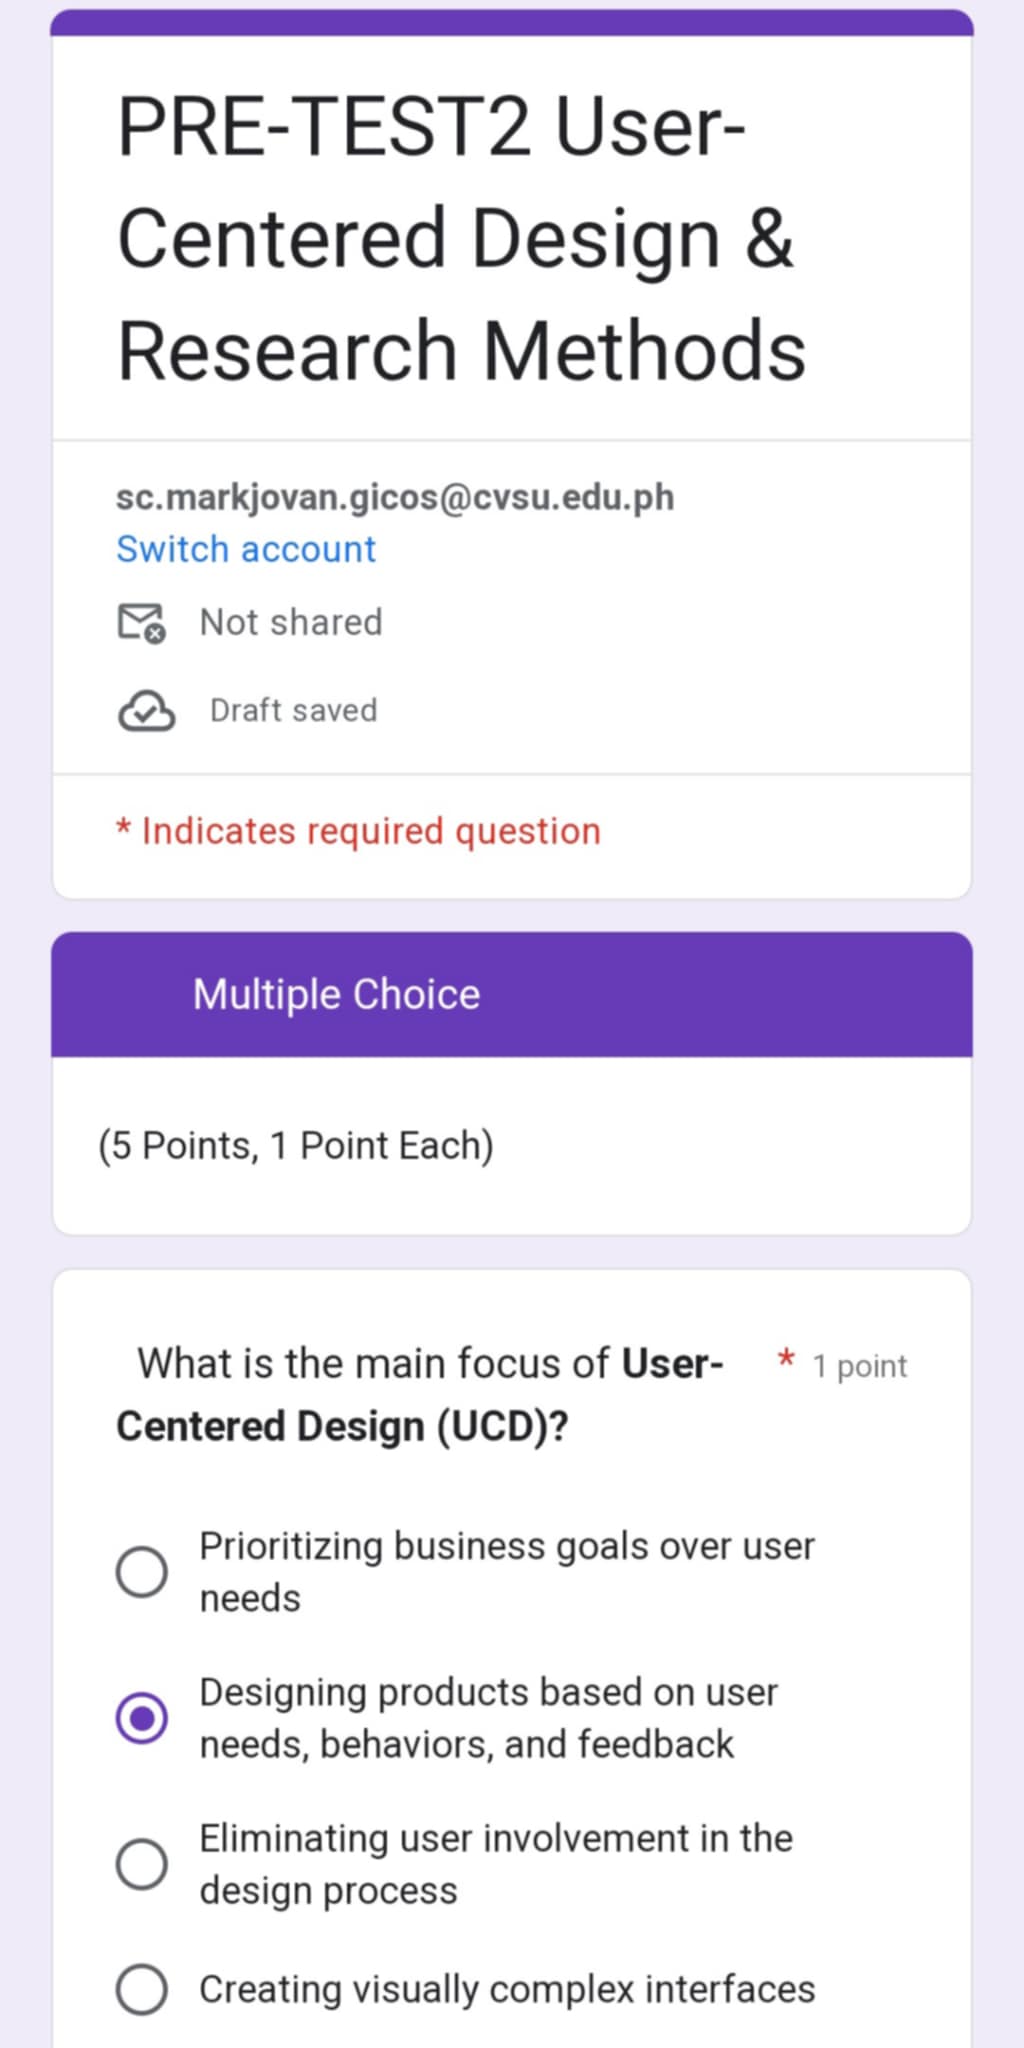 PRE-TEST2 User-
Centered Design &
Research Methods
sc.markjovan.gicos@cvsu.edu.ph
Switch account
Not shared
Draft saved
* Indicates required question
Multiple Choice
(5 Points, 1 Point Each)
What is the main focus of User- * 1 point
Centered Design (UCD)?
Prioritizing business goals over user
needs
Designing products based on user
needs, behaviors, and feedback
Eliminating user involvement in the
design process
Creating visually complex interfaces